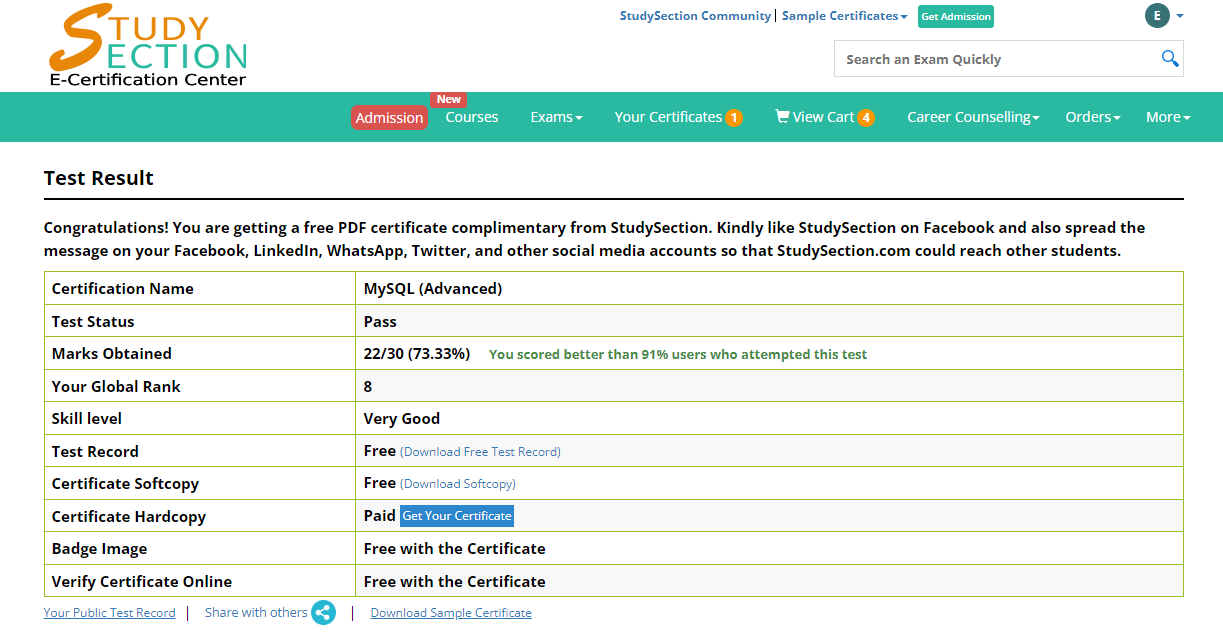 STUDY
SECTION
E-Certification Center
StudySection Community | Sample Certificates Get Admission E
Search an Exam Quickly
New
Admission Courses Exams Your Certificates 1 View Cart 4 Career Counselling Orders More
Test Result
Congratulations! You are getting a free PDF certificate complimentary from StudySection. Kindly like StudySection on Facebook and also spread the
message on your Facebook, LinkedIn, WhatsApp, Twitter, and other social media accounts so that StudySection.com could reach other students.
Certification Name MySQL (Advanced)
Test Status Pass
Marks Obtained 22/30 (73.33%) You scored better than 91% users who attempted this test
Your Global Rank 8
Skill level Very Good
Test Record Free (Download Free Test Record)
Certificate Softcopy Free (Download Softcopy)
Certificate Hardcopy Paid Get Your Certificate
Badge Image Free with the Certificate
Verify Certificate Online Free with the Certificate
Your Public Test Record | Share with others | Download Sample Certificate